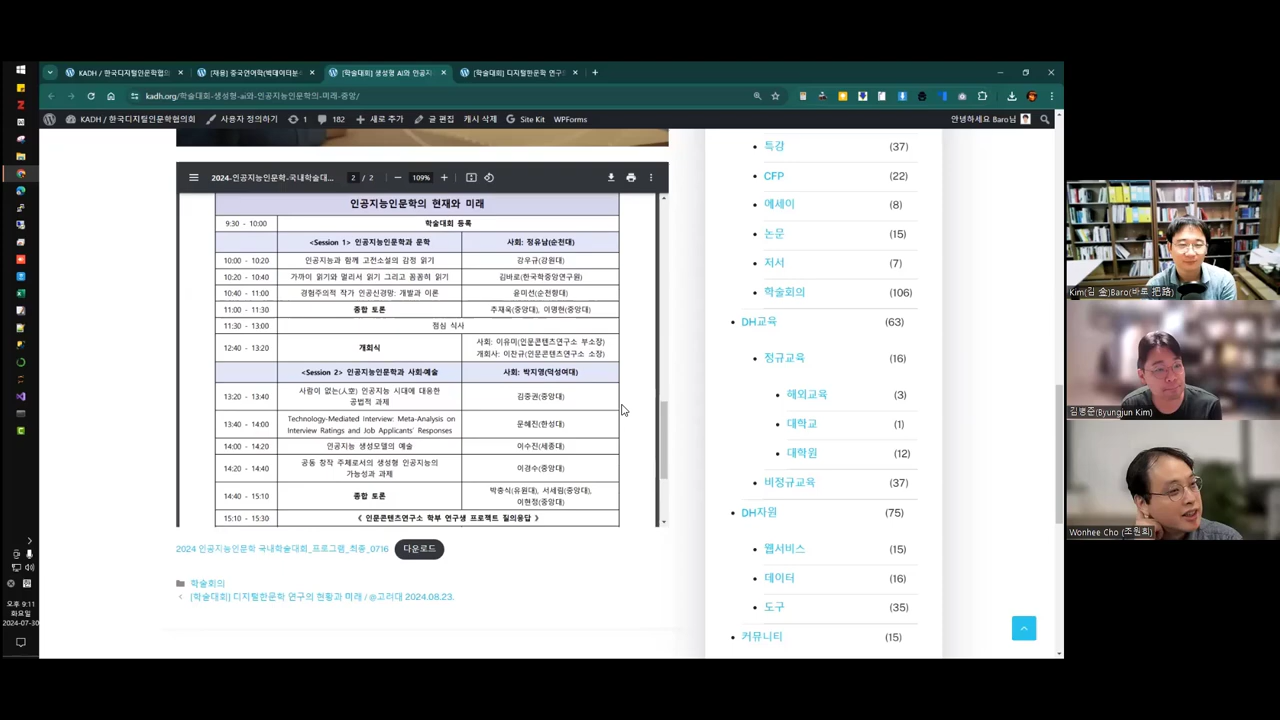 KADH / 한국디지털인문학협의
[채용] 중국언어학(빅데이터분석
[학술대회] 생성형 AI와 인공지
[학술대회] 디지털한문학 연구
kadh.org/학술대회-생성형-ai와-인공지능인문학의-미래-중앙/
KADH / 한국디지털인문학협의회
사용자 정의하기
1
182
새로 추가
글 편집
캐시 삭제
Site Kit
WPForms
안녕하세요 Baro님
2024-인공지능인문학-국내학술대...
2 / 2
109%
인공지능인문학의 현재와 미래
9:30 - 10:00 학술대회 등록
<Session 1> 인공지능인문학과 문학 사회: 정유남(순천대)
10:00 - 10:20 인공지능과 함께 고전소설의 감정 읽기 강우규(강원대)
10:20 - 10:40 가까이 읽기와 멀리서 읽기 그리고 꼼꼼히 읽기 김바로(한국학중앙연구원)
10:40 - 11:00 경험주의적 작가 인공신경망: 개발과 이론 윤미선(순천향대)
11:00 - 11:30 종합 토론 주재욱(중앙대), 이명현(중앙대)
11:30 - 13:00 점심 식사
12:40 - 13:20 개회식 사회: 이유미(인문콘텐츠연구소 부소장)
개회사: 이찬규(인문콘텐츠연구소 소장)
<Session 2> 인공지능인문학과 사회·예술 사회: 박지영(덕성여대)
13:20 - 13:40 사람이 없는(人空) 인공지능 시대에 대응한
공법적 과제 김중권(중앙대)
13:40 - 14:00 Technology-Mediated Interview: Meta-Analysis on
Interview Ratings and Job Applicants' Responses 문혜진(한성대)
14:00 - 14:20 인공지능 생성모델의 예술 이수진(세종대)
14:20 - 14:40 공동 창작 주체로서의 생성형 인공지능의
가능성과 과제 이경수(중앙대)
14:40 - 15:10 종합 토론 박충식(유원대), 서세림(중앙대),
이현정(중앙대)
15:10 - 15:30 《 인문콘텐츠연구소 학부 연구생 프로젝트 질의응답 》
2024 인공지능인문학 국내학술대회_프로그램_최종_0716
다운로드
학술회의
[학술대회] 디지털한문학 연구의 현황과 미래 / @고려대 2024.08.23.
특강 (37)
CFP (22)
에세이 (8)
논문 (15)
저서 (7)
학술회의 (106)
DH교육 (63)
정규교육 (16)
해외교육 (3)
대학교 (1)
대학원 (12)
비정규교육 (37)
DH자원 (75)
웹서비스 (15)
데이터 (16)
도구 (35)
커뮤니티 (15)
오후 9:11
화요일
2024-07-30
Kim(김 金)Baro(바로 把路)
김병준(Byungjun Kim)
Wonhee Cho (조원희)